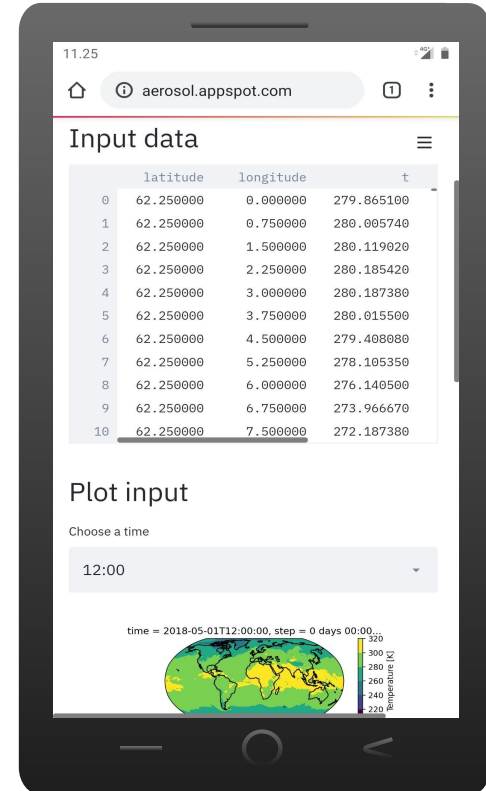 11.25
4G+
aerosol.appspot.com
1
Input data
latitude longitude t
0 62.250000 0.000000 279.865100
1 62.250000 0.750000 280.005740
2 62.250000 1.500000 280.119020
3 62.250000 2.250000 280.185420
4 62.250000 3.000000 280.187380
5 62.250000 3.750000 280.015500
6 62.250000 4.500000 279.408080
7 62.250000 5.250000 278.105350
8 62.250000 6.000000 276.140500
9 62.250000 6.750000 273.966670
10 62.250000 7.500000 272.187380
Plot input
Choose a time
12:00
time = 2018-05-01T12:00:00, step = 0 days 00:00...
320
300
280
260
240
220
Temperature [K]